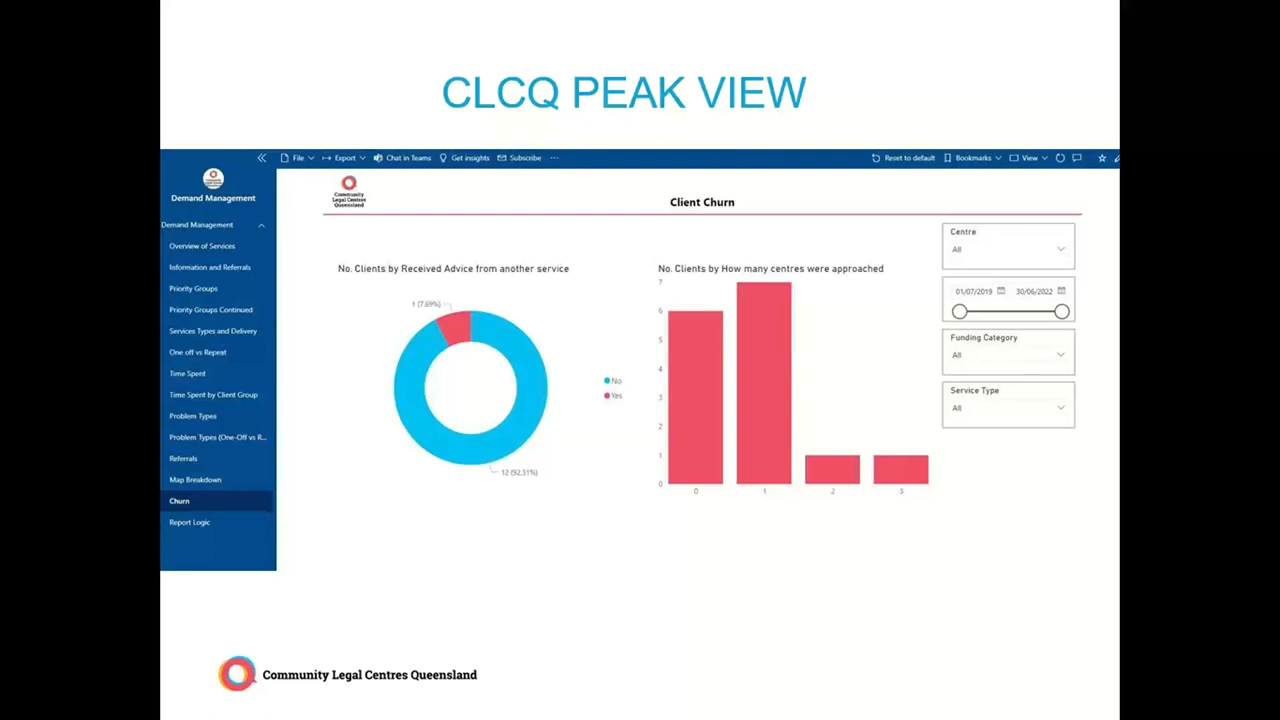 CLCQ PEAK VIEW
File Export Chat in Teams Get insights Subscribe ... Reset to default Bookmarks View
Demand Management
Demand Management
Overview of Services
Information and Referrals
Priority Groups
Priority Groups Continued
Services Types and Delivery
One off vs Repeat
Time Spent
Time Spent by Client Group
Problem Types
Problem Types (One-Off vs R...
Referrals
Map Breakdown
Churn
Report Logic
Community
Legal Centres
Queensland
Client Churn
No. Clients by Received Advice from another service
1 (7.69%)
12 (92.31%)
No
Yes
No. Clients by How many centres were approached
7
6
5
4
3
2
1
0
0 1 2 3
Centre
All
01/07/2019 30/06/2022
Funding Category
All
Service Type
All
Community Legal Centres Queensland